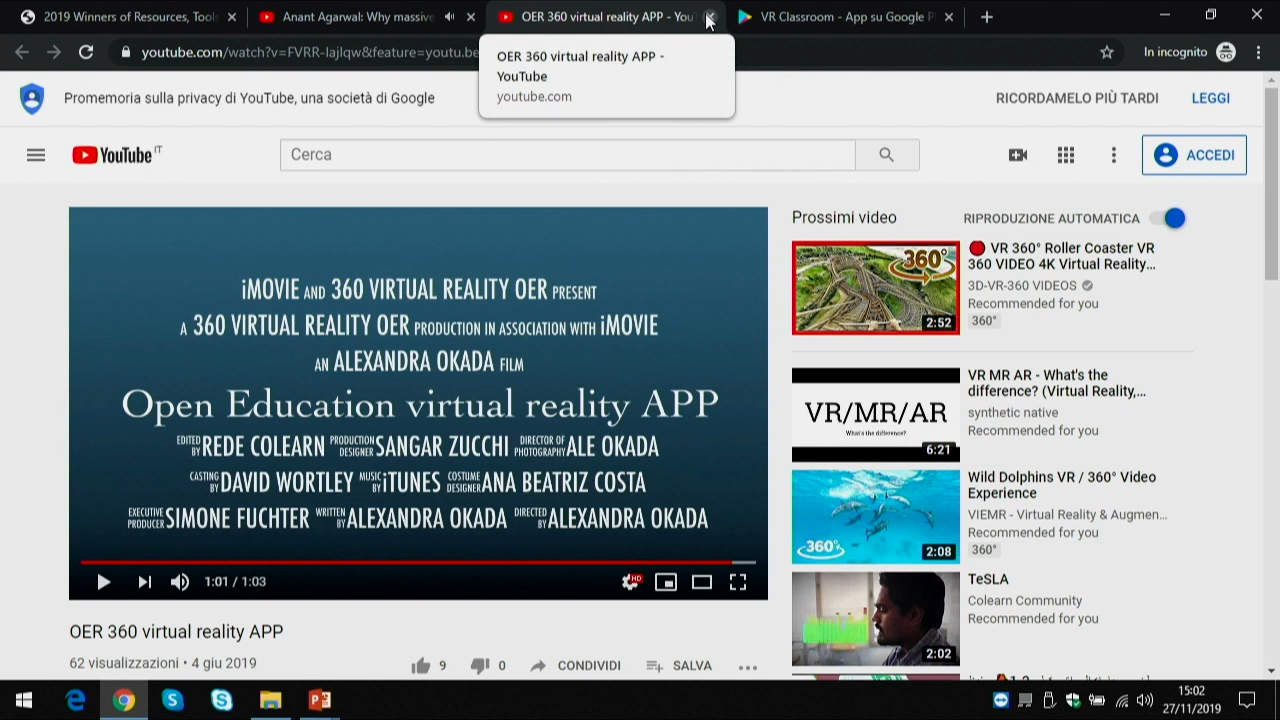 2019 Winners of Resources, Tools
Anant Agarwal: Why massive
OER 360 virtual reality APP - You
VR Classroom - App su Google P
youtube.com/watch?v=FVRR-lajlqw&feature=youtu.be
In incognito
OER 360 virtual reality APP -
YouTube
youtube.com
Promemoria sulla privacy di YouTube, una società di Google
RICORDAMELO PIÙ TARDI
LEGGI
YouTube IT
Cerca
ACCEDI
iMOVIE AND 360 VIRTUAL REALITY OER PRESENT
A 360 VIRTUAL REALITY OER PRODUCTION IN ASSOCIATION WITH iMOVIE
AN ALEXANDRA OKADA FILM
Open Education virtual reality APP
EDITED BY REDE COLEARN PRODUCTION DESIGNER SANGAR ZUCCHI DIRECTOR OF PHOTOGRAPHY ALE OKADA
CASTING BY DAVID WORTLEY MUSIC BY iTUNES COSTUME DESIGNER ANA BEATRIZ COSTA
EXECUTIVE PRODUCER SIMONE FUCHTER WRITTEN BY ALEXANDRA OKADA DIRECTED BY ALEXANDRA OKADA
1:01 / 1:03
HD
OER 360 virtual reality APP
62 visualizzazioni • 4 giu 2019
9
0
CONDIVIDI
SALVA
Prossimi video
RIPRODUZIONE AUTOMATICA
360°
2:52
VR 360° Roller Coaster VR
360 VIDEO 4K Virtual Reality...
3D-VR-360 VIDEOS
Recommended for you
360°
VR/MR/AR
What's the difference?
6:21
VR MR AR - What's the
difference? (Virtual Reality,...
synthetic native
Recommended for you
360°
2:08
Wild Dolphins VR / 360° Video
Experience
VIEMR - Virtual Reality & Augmen...
Recommended for you
360°
2:02
TeSLA
Colearn Community
Recommended for you
15:02
27/11/2019